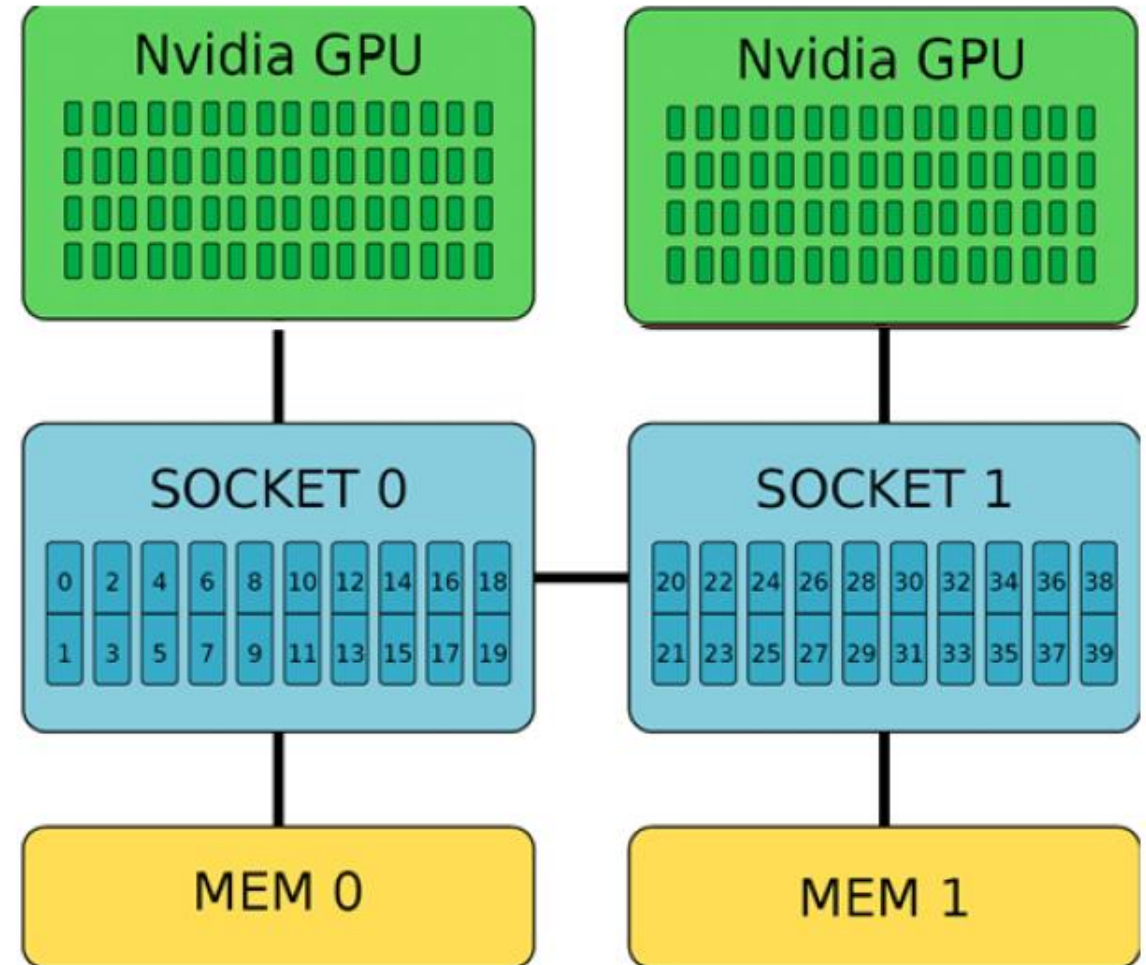 Nvidia GPU
Nvidia GPU
SOCKET 0
SOCKET 1
0 2 4 6 8 10 12 14 16 18
1 3 5 7 9 11 13 15 17 19
20 22 24 26 28 30 32 34 36 38
21 23 25 27 29 31 33 35 37 39
MEM 0
MEM 1